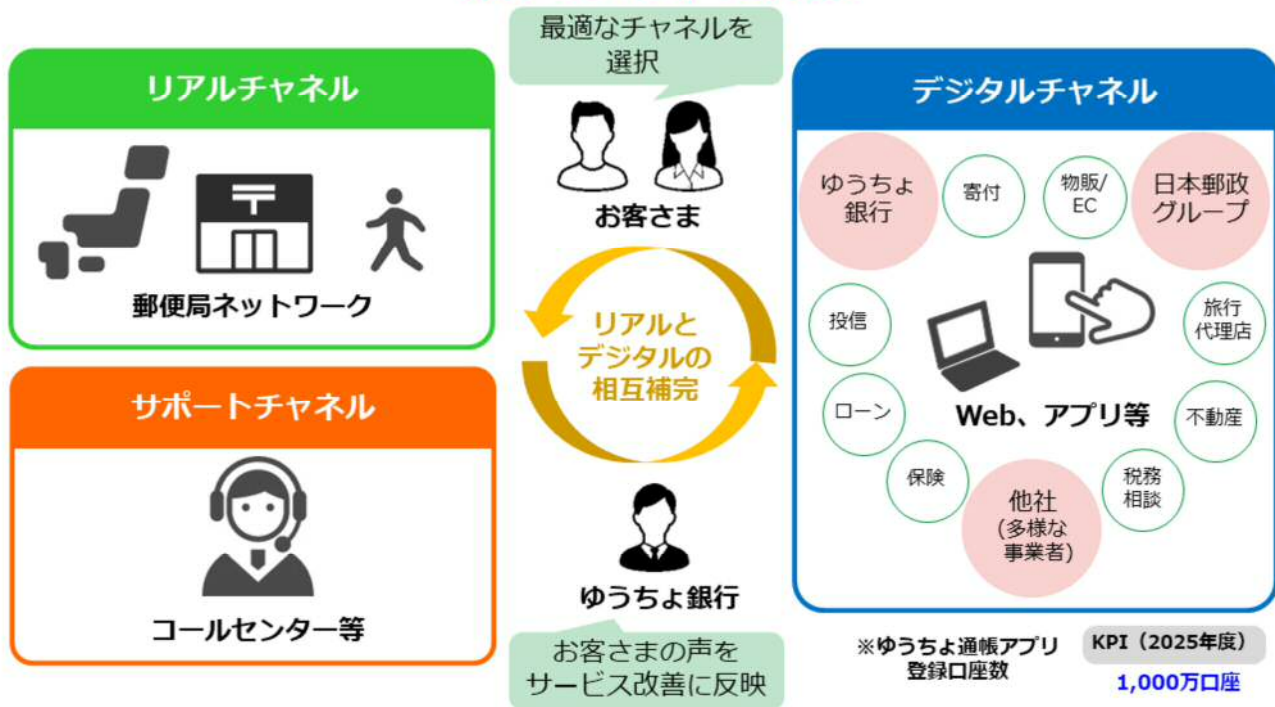 最適なチャネルを
選択
リアルチャネル
郵便局ネットワーク
サポートチャネル
コールセンター等
お客さま
リアルと
デジタルの
相互補完
ゆうちょ銀行
お客さまの声を
サービス改善に反映
デジタルチャネル
ゆうちょ
銀行
寄付
物販/
EC
日本郵政
グループ
投信
旅行
代理店
ローン
Web、アプリ等
不動産
保険
他社
(多様な
事業者)
税務
相談
※ゆうちょ通帳アプリ
登録口座数
KPI(2025年度)
1,000万口座